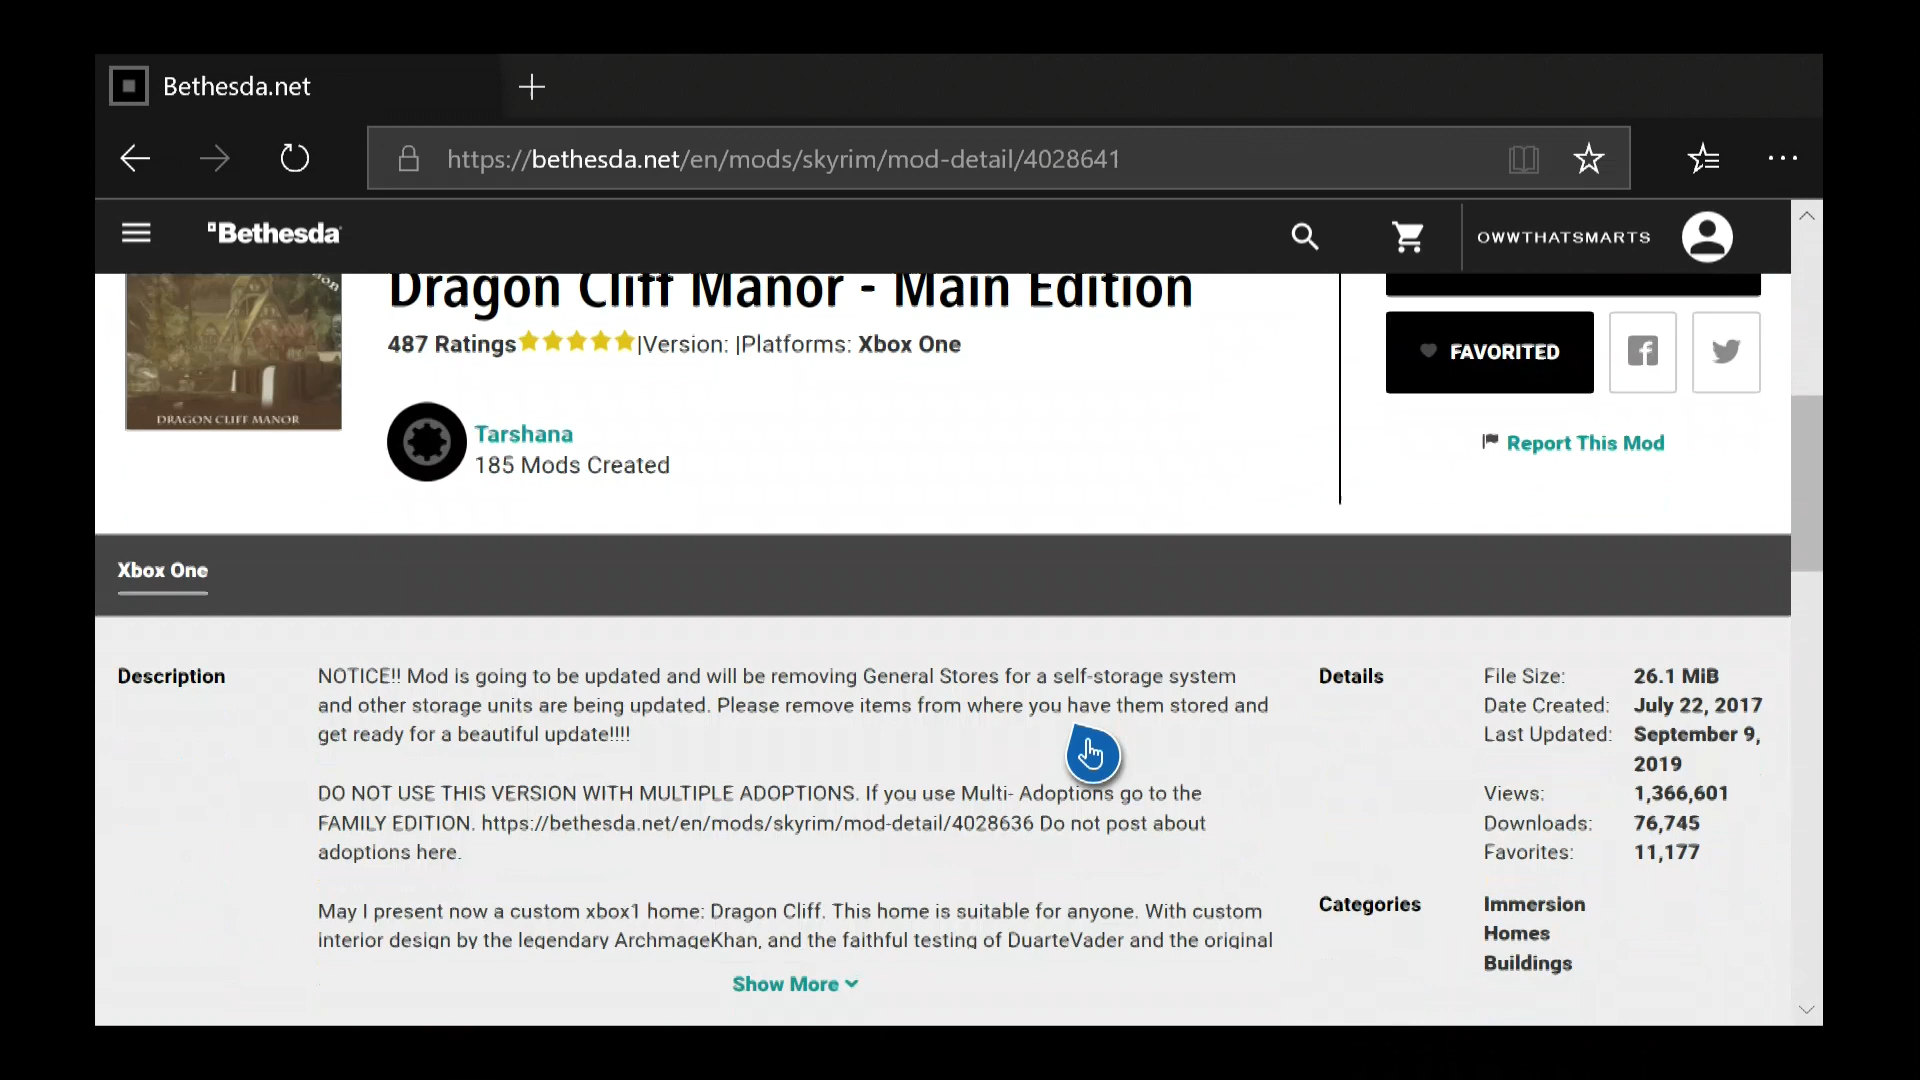 Bethesda.net
https://bethesda.net/en/mods/skyrim/mod-detail/4028641
Bethesda
OWWTHATSMARTS
DRAGON CLIFF MANOR
Dragon Cliff Manor - Main Edition
487 Ratings |Version: |Platforms: Xbox One
Tarshana
185 Mods Created
FAVORITED
Report This Mod
Xbox One
Description
NOTICE!! Mod is going to be updated and will be removing General Stores for a self-storage system
and other storage units are being updated. Please remove items from where you have them stored and
get ready for a beautiful update!!!!
DO NOT USE THIS VERSION WITH MULTIPLE ADOPTIONS. If you use Multi- Adoptions go to the
FAMILY EDITION. https://bethesda.net/en/mods/skyrim/mod-detail/4028636 Do not post about
adoptions here.
May I present now a custom xbox1 home: Dragon Cliff. This home is suitable for anyone. With custom
interior design by the legendary ArchmageKhan, and the faithful testing of DuarteVader and the original
Show More
Details
File Size: 26.1 MiB
Date Created: July 22, 2017
Last Updated: September 9,
2019
Views: 1,366,601
Downloads: 76,745
Favorites: 11,177
Categories
Immersion
Homes
Buildings